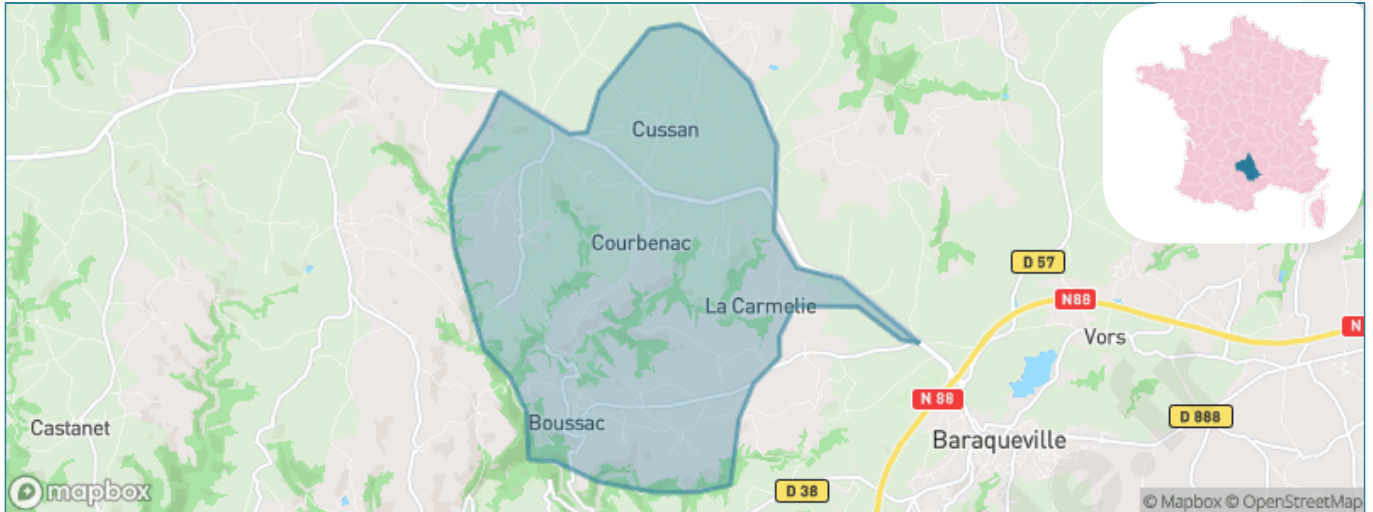 Cussan
Courbenac
D 57
La Carmelie
N88
N
Vors
N 88
Castanet
Boussac
D 888
Baraqueville
mapbox
D 38
© Mapbox © OpenStreetMap